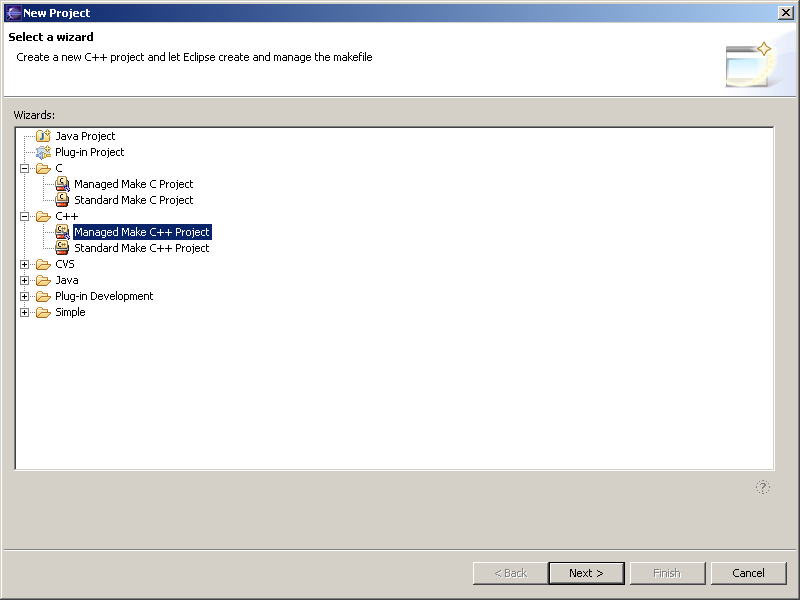 New Project
Select a wizard
Create a new C++ project and let Eclipse create and manage the makefile
Wizards:
Java Project
Plug-in Project
C
Managed Make C Project
Standard Make C Project
C++
Managed Make C++ Project
Standard Make C++ Project
CVS
Java
Plug-in Development
Simple
?
< Back Next > Finish Cancel